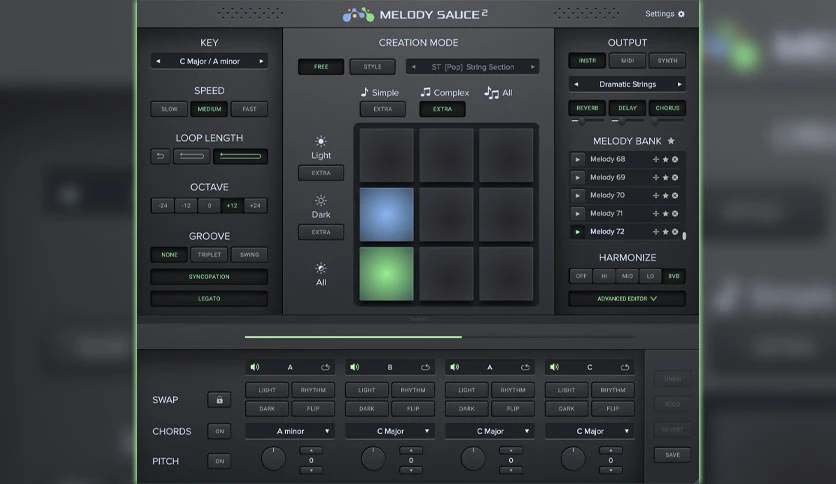 MELODY SAUCE 2
Settings
KEY
C Major / A minor
SPEED
SLOW MEDIUM FAST
LOOP LENGTH
OCTAVE
-24 -12 0 +12 +24
GROOVE
NONE TRIPLET SWING
SYNCOPATION
LEGATO
CREATION MODE
FREE STYLE ST [Pop] String Section
Simple Complex All
EXTRA EXTRA
Light
EXTRA
Dark
EXTRA
All
OUTPUT
INSTR MIDI SYNTH
Dramatic Strings
REVERB DELAY CHORUS
MELODY BANK
Melody 68
Melody 69
Melody 70
Melody 71
Melody 72
HARMONIZE
OFF HI MID LO 8VB
ADVANCED EDITOR
A B A C
SWAP
LIGHT RHYTHM LIGHT RHYTHM LIGHT RHYTHM LIGHT RHYTHM
DARK FLIP DARK FLIP DARK FLIP DARK FLIP
CHORDS ON A minor C Major C Major C Major
PITCH ON 0 0 0 0
UNDO
REDO
REVERT
SAVE